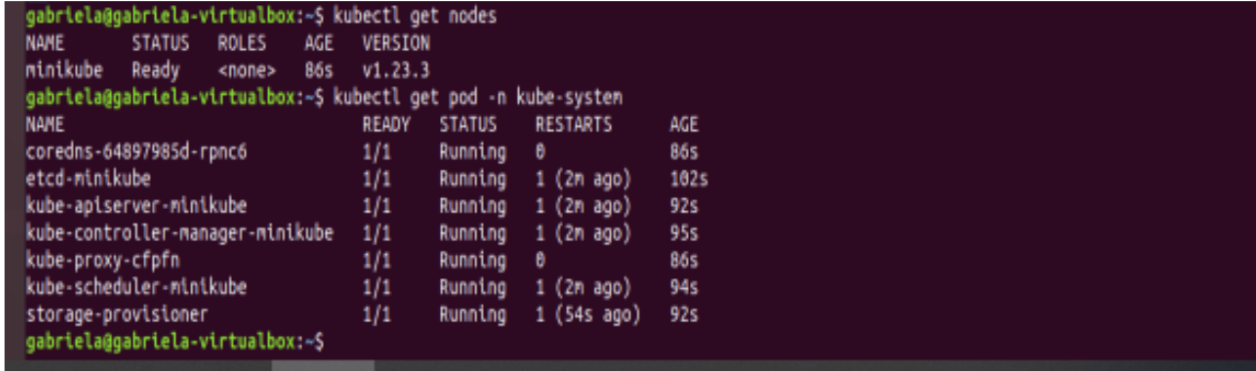 gabriela@gabriela-virtualbox:~$ kubectl get nodes
NAME STATUS ROLES AGE VERSION
minikube Ready <none> 86s v1.23.3
gabriela@gabriela-virtualbox:~$ kubectl get pod -n kube-system
NAME READY STATUS RESTARTS AGE
coredns-64897985d-rpnc6 1/1 Running 0 86s
etcd-minikube 1/1 Running 1 (2m ago) 102s
kube-apiserver-minikube 1/1 Running 1 (2m ago) 92s
kube-controller-manager-minikube 1/1 Running 1 (2m ago) 95s
kube-proxy-cfpfn 1/1 Running 0 86s
kube-scheduler-minikube 1/1 Running 1 (2m ago) 94s
storage-provisioner 1/1 Running 1 (54s ago) 92s
gabriela@gabriela-virtualbox:~$